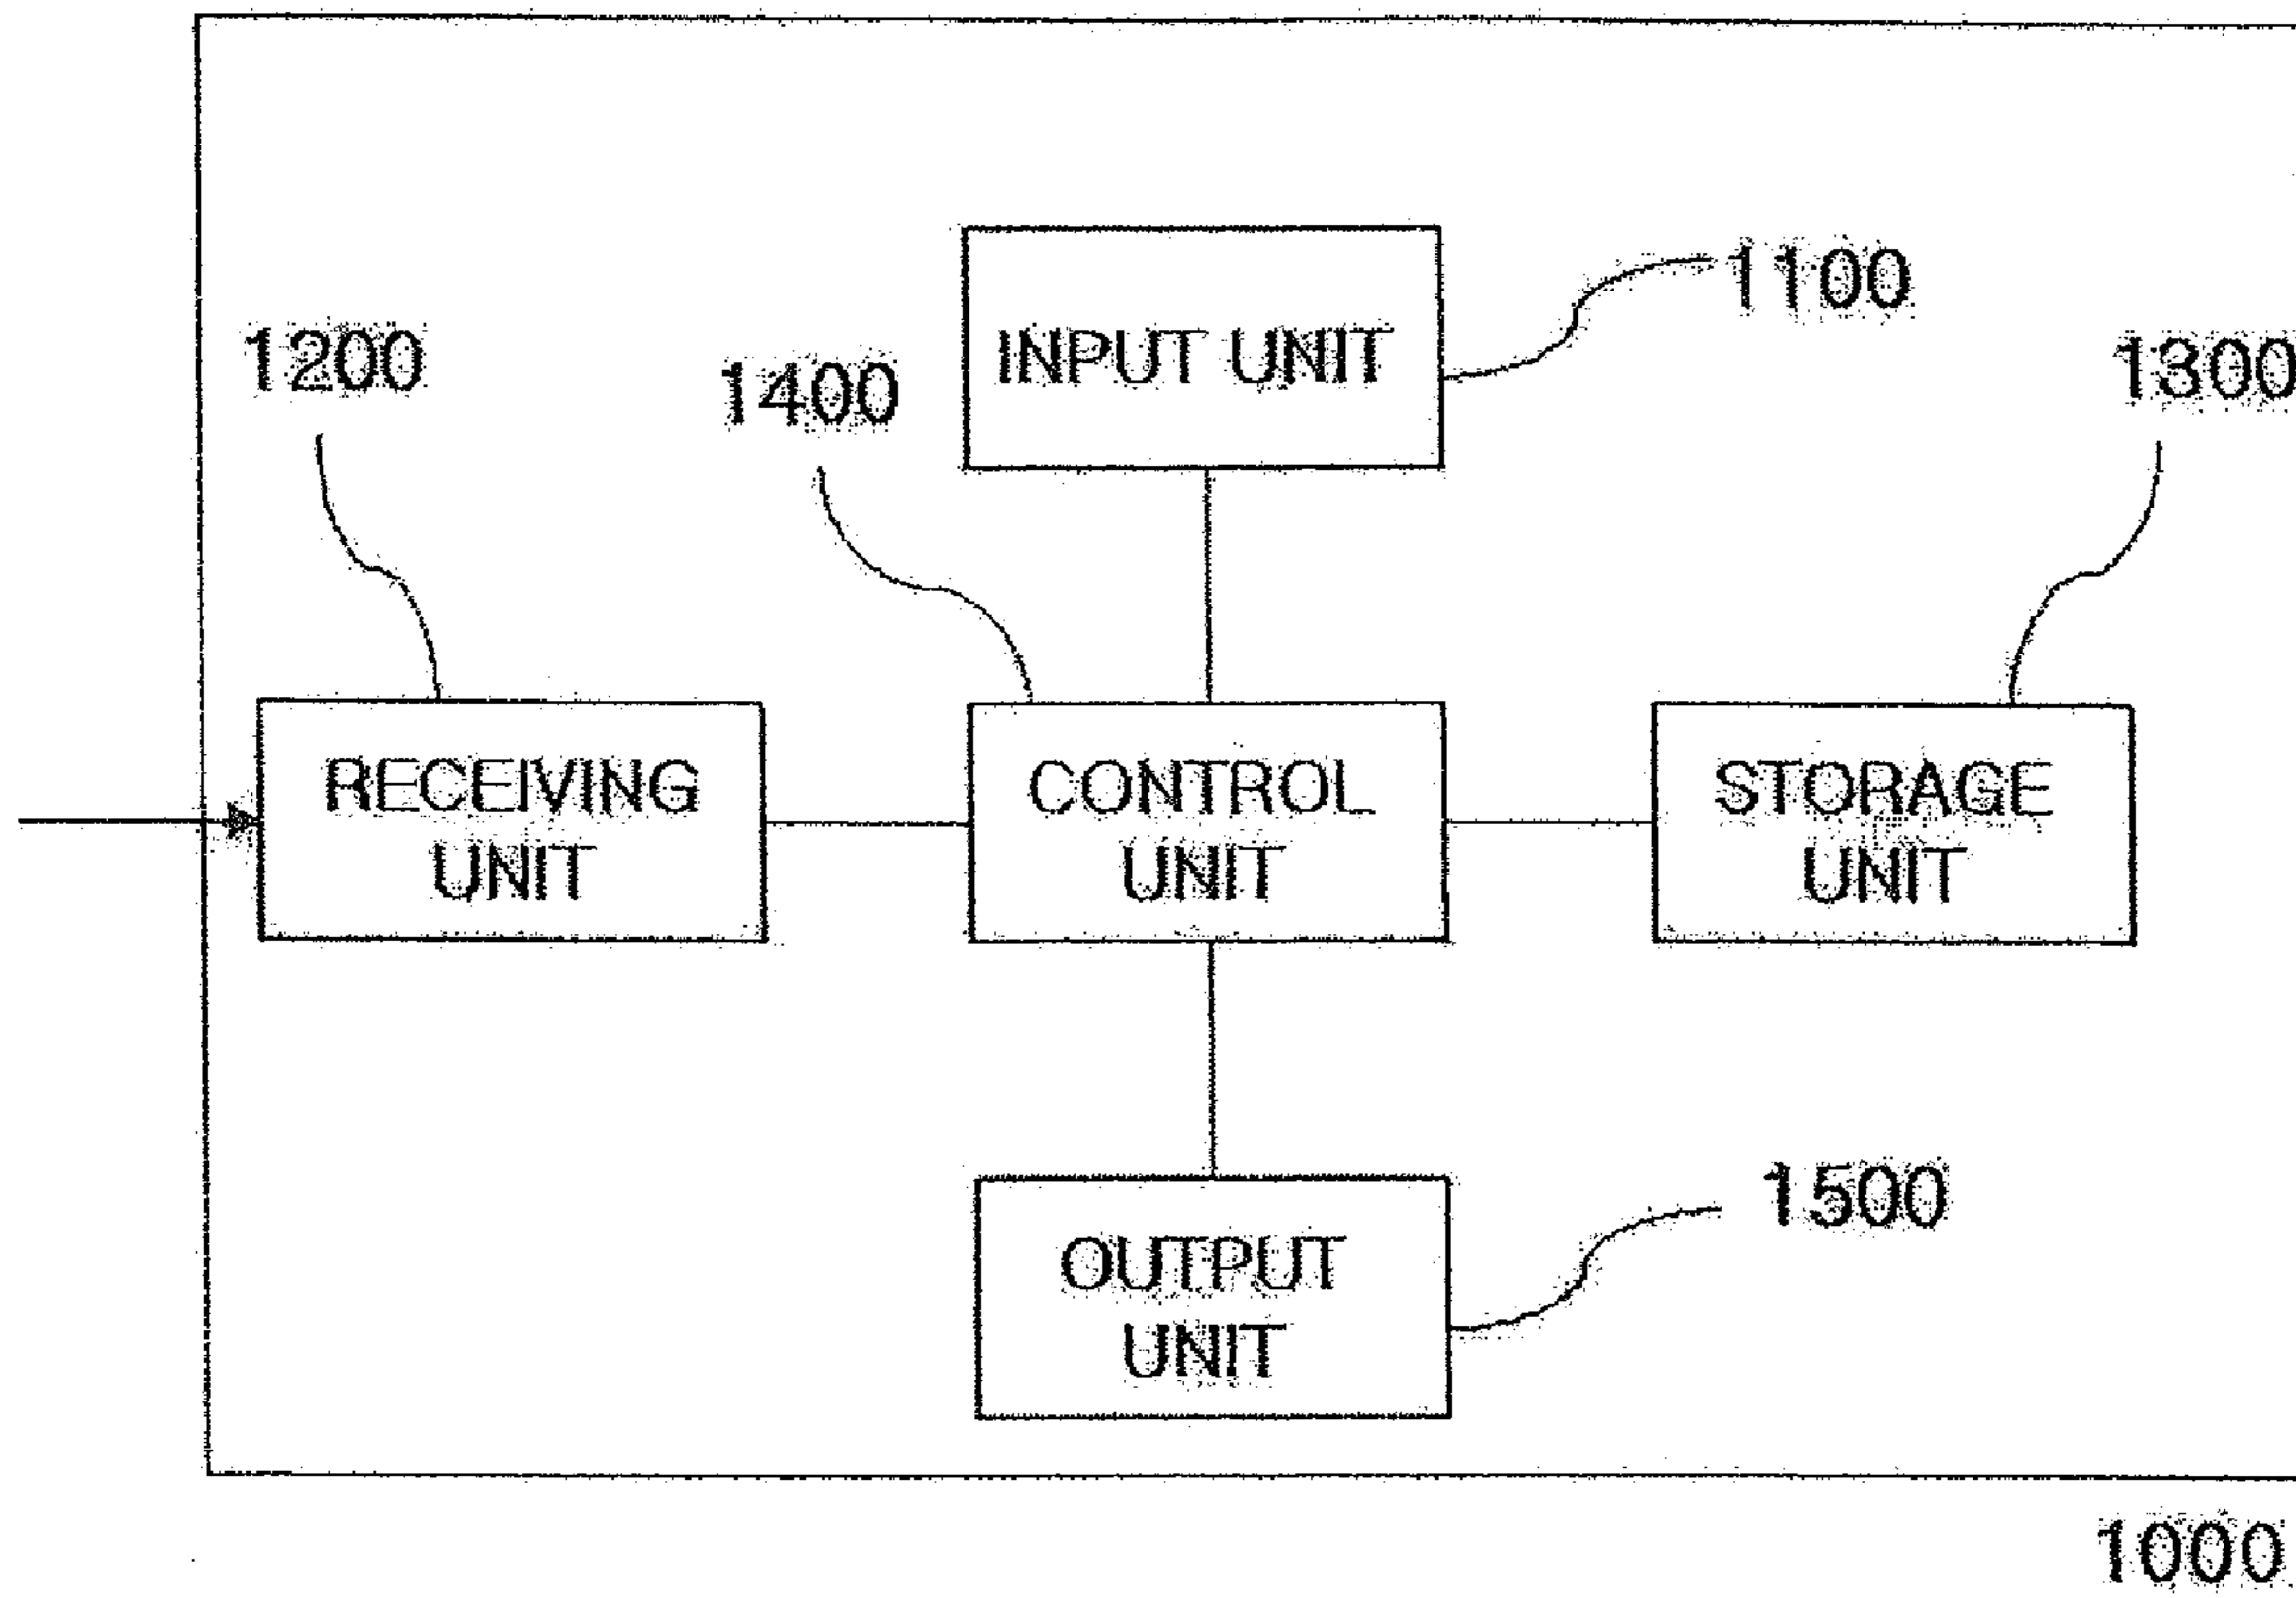 1100
INPUT UNIT
1200
1400
1300
RECEIVING
UNIT
CONTROL
UNIT
STORAGE
UNIT
1500
OUTPUT
UNIT
1000